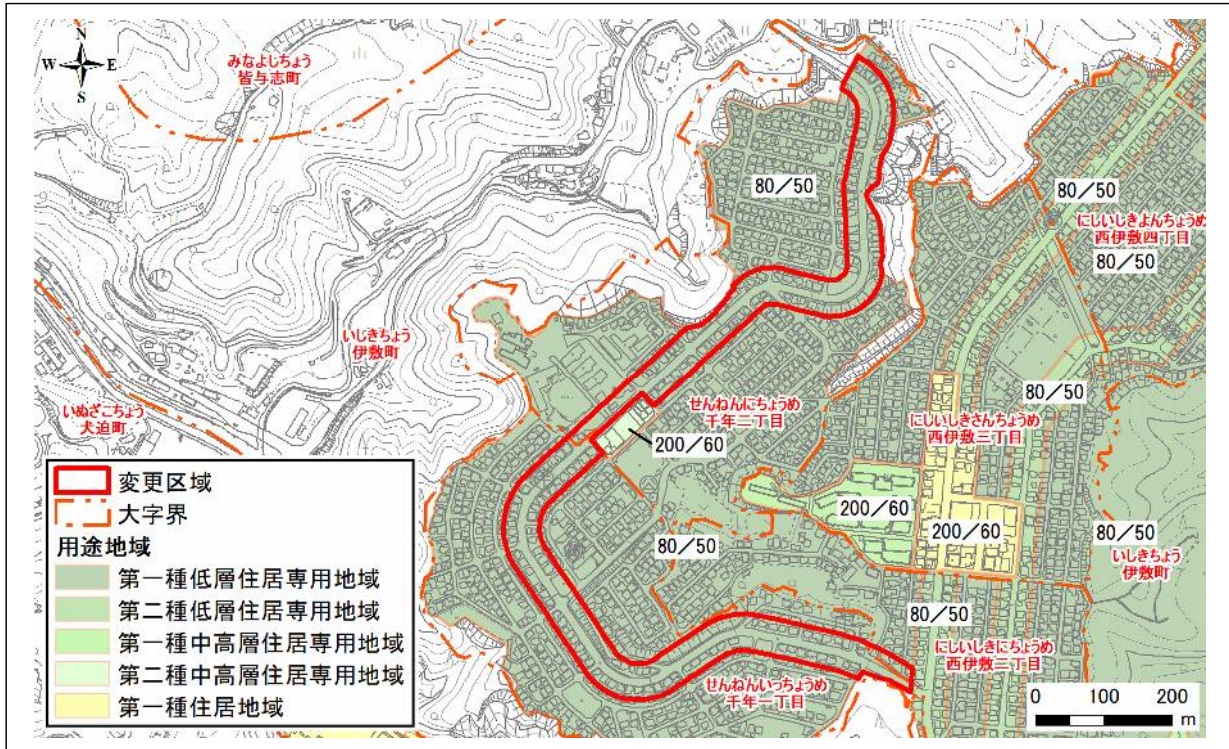 N
W E
S
みなよしちょう
皆与志町
80/50
80/50
にしいしきよんちょうめ
西伊敷四丁目
80/50
いしきちょう
伊敷町
いぬざこちょう
犬迫町
せんねんにちょうめ
千年二丁目
200/60
にしいしきさんちょうめ
西伊敷三丁目
80/50
200/60
200/60
80/50
80/50
いしきちょう
伊敷町
80/50
にしいしきにちょうめ
西伊敷二丁目
せんねんいっちょうめ
千年一丁目
変更区域
大字界
用途地域
第一種低層住居専用地域
第二種低層住居専用地域
第一種中高層住居専用地域
第二種中高層住居専用地域
第一種住居地域
0 100 200
m